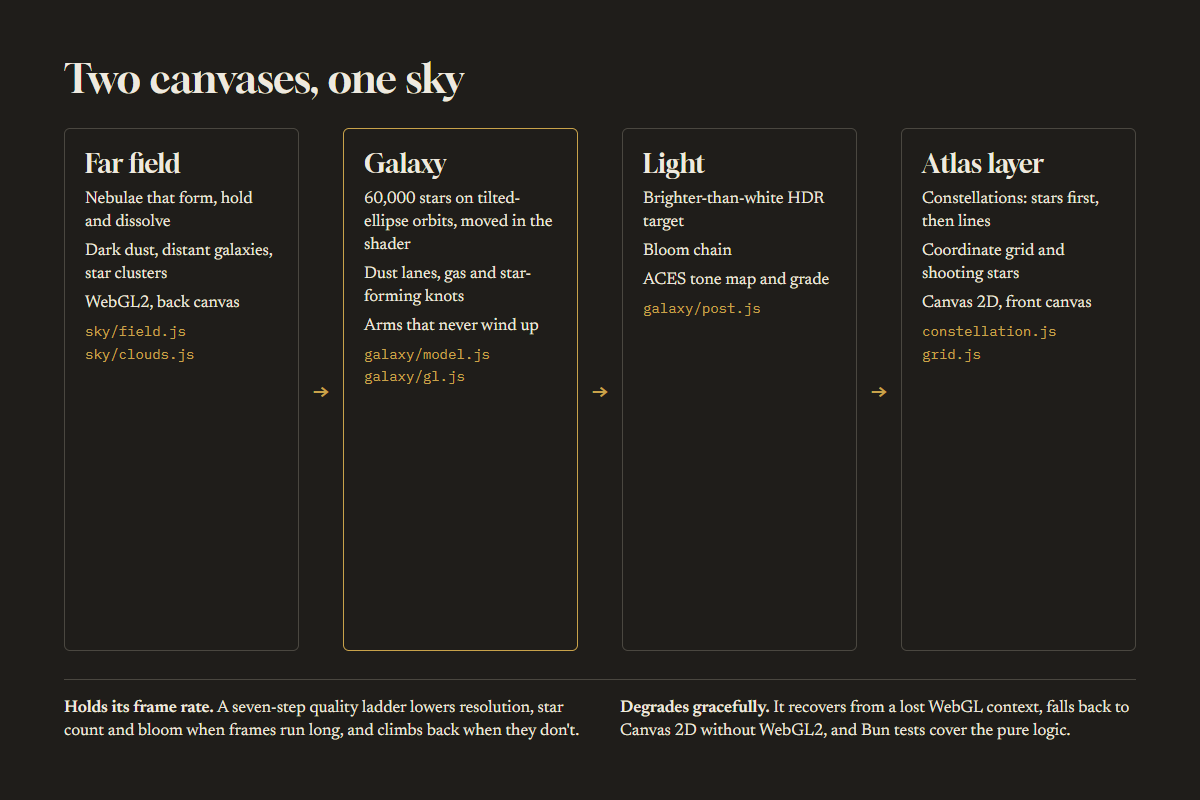 Two canvases, one sky
Far field
Nebulae that form, hold
and dissolve
Dark dust, distant galaxies,
star clusters
WebGL2, back canvas
sky/field.js
sky/clouds.js
→
Galaxy
60,000 stars on tilted-
ellipse orbits, moved in the
shader
Dust lanes, gas and star-
forming knots
Arms that never wind up
galaxy/model.js
galaxy/gl.js
→
Light
Brighter-than-white HDR
target
Bloom chain
ACES tone map and grade
galaxy/post.js
→
Atlas layer
Constellations: stars first,
then lines
Coordinate grid and
shooting stars
Canvas 2D, front canvas
constellation.js
grid.js
Holds its frame rate. A seven-step quality ladder lowers resolution, star
count and bloom when frames run long, and climbs back when they don't.
Degrades gracefully. It recovers from a lost WebGL context, falls back to
Canvas 2D without WebGL2, and Bun tests cover the pure logic.